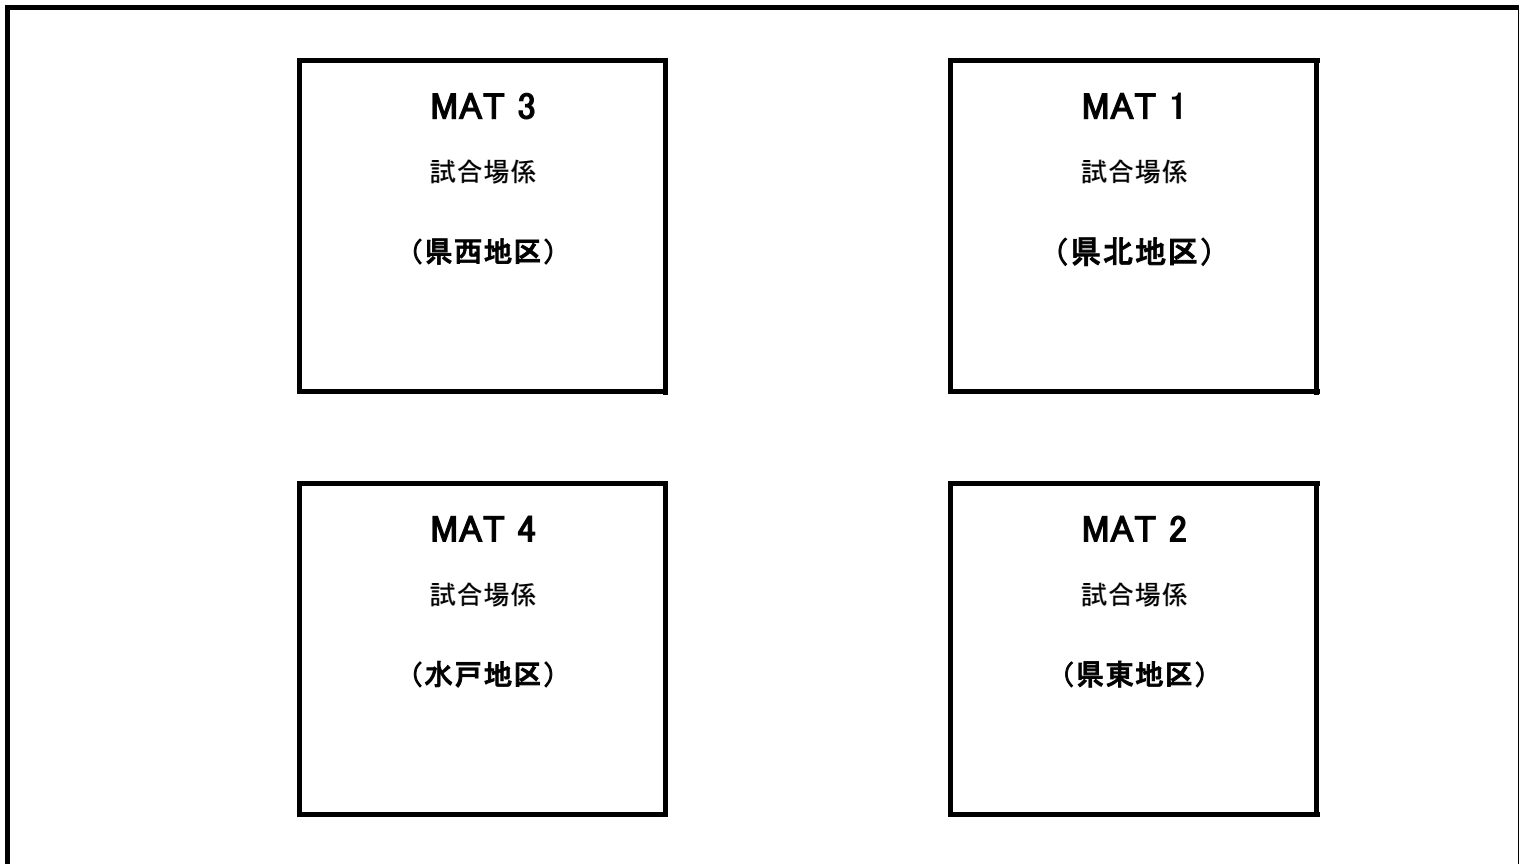 MAT 3
試合場係
（県西地区）
MAT 1
試合場係
（県北地区）
MAT 4
試合場係
（水戸地区）
MAT 2
試合場係
（県東地区）